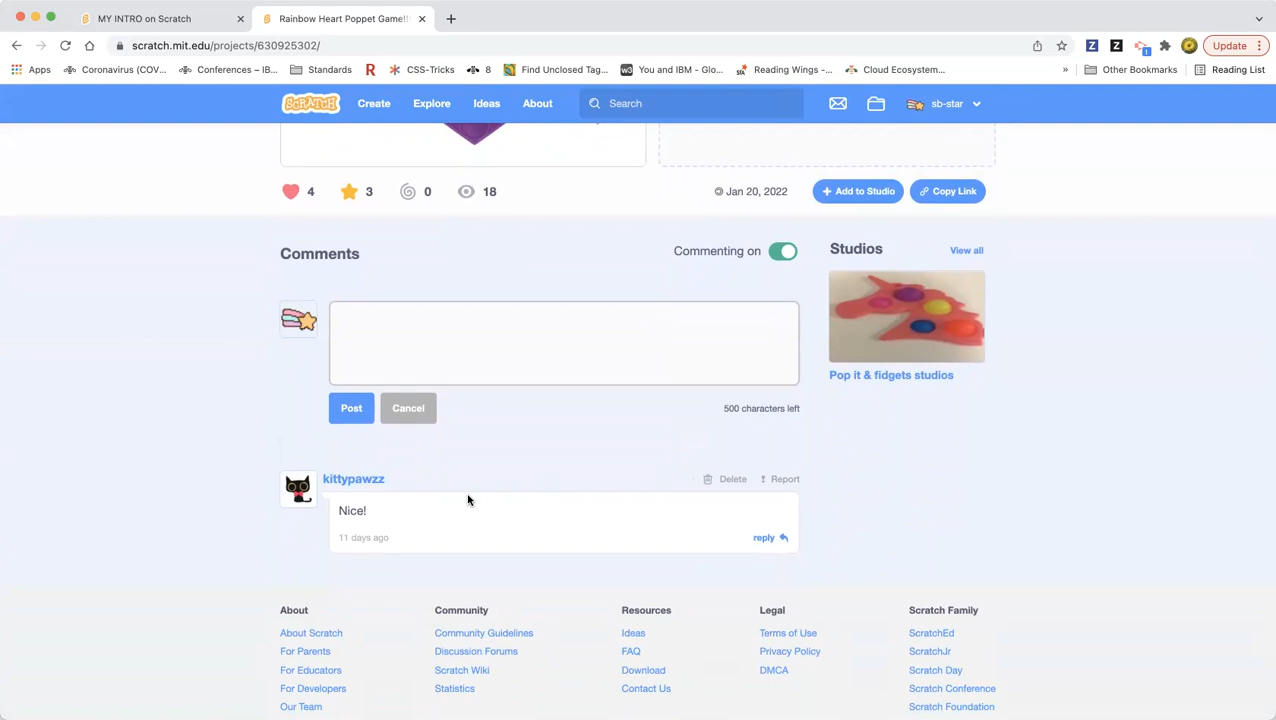 MY INTRO on Scratch
Rainbow Heart Poppet Game!!
scratch.mit.edu/projects/630925302/
Update
Apps
Coronavirus (COV...
Conferences – IB...
Standards
R
CSS-Tricks
8
Find Unclosed Tag...
w3
You and IBM - Glo...
STA
Reading Wings –...
Cloud Ecosystem...
»
Other Bookmarks
Reading List
SCRATCH
Create
Explore
Ideas
About
Search
sb-star
4
3
0
18
© Jan 20, 2022
+ Add to Studio
Copy Link
Comments
Commenting on
Studios
View all
Pop it & fidgets studios
Post
Cancel
500 characters left
kittypawzz
Delete
Report
Nice!
11 days ago
reply
About
Community
Resources
Legal
Scratch Family
About Scratch
Community Guidelines
Ideas
Terms of Use
ScratchEd
For Parents
Discussion Forums
FAQ
Privacy Policy
ScratchJr
For Educators
Scratch Wiki
Download
DMCA
Scratch Day
For Developers
Statistics
Contact Us
Scratch Conference
Our Team
Scratch Foundation